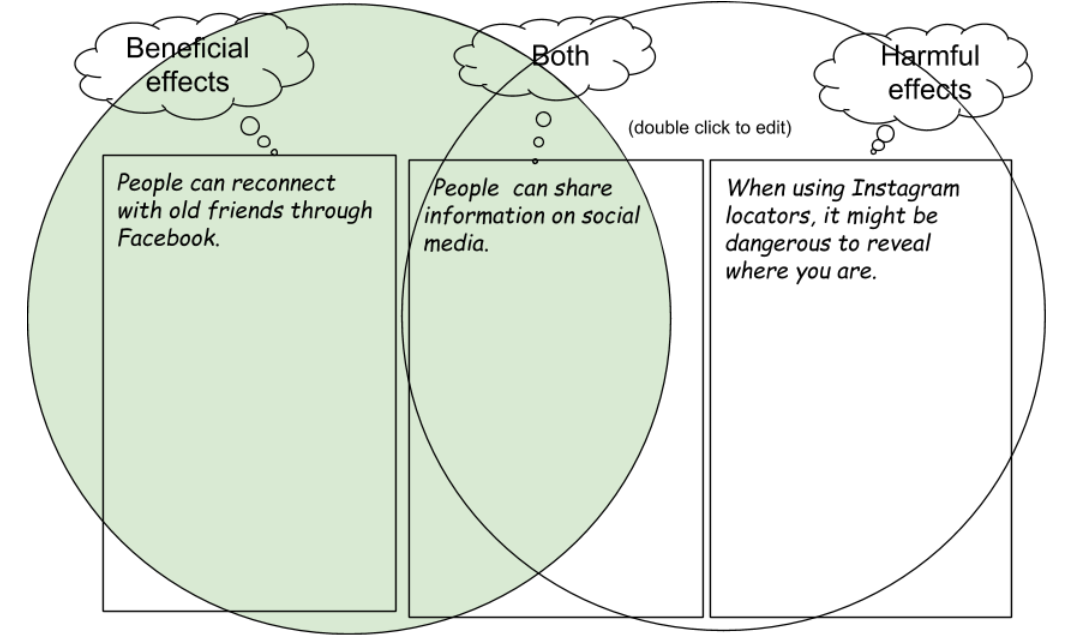 Beneficial
effects
Both
Harmful
effects
(double click to edit)
People can reconnect
with old friends through
Facebook.
People can share
information on social
media.
When using Instagram
locators, it might be
dangerous to reveal
where you are.